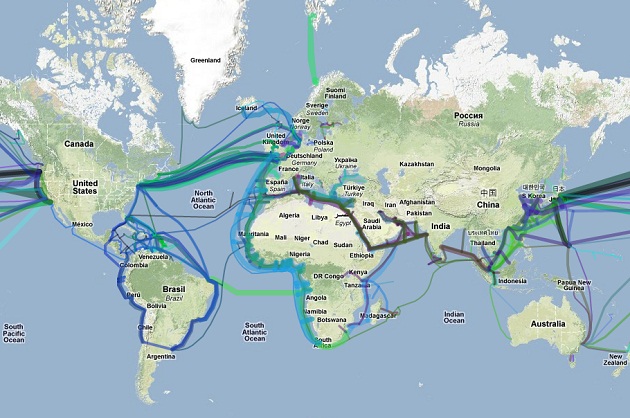 Greenland
Iceland
Suomi
Finland
Sverige
Sweden
Norge
Norway
Россия
Russia
Canada
United
Kingdom
Polska
Poland
Deutschland
Germany
Україна
Ukraine
Kazakhstan
Mongolia
France
Italia
Italy
España
Spain
Türkiye
Turkey
United
States
North
Atlantic
Ocean
中国
China
대한민국
S Korea
日本
Iraq
Iran
Afghanistan
Pakistan
Algeria
Libya
Egypt
Saudi
Arabia
India
México
Mauritania
Mali
Niger
Chad
Sudan
Thailand
Nigeria
Ethiopia
Venezuela
Colombia
DR Congo
Kenya
Tanzania
Indonesia
Papua New
Guinea
Perú
Brasil
Brazil
Bolivia
Angola
Namibia
Botswana
Madagascar
Indian
Ocean
Australia
Chile
South
Pacific
Ocean
South
Atlantic
Ocean
South
Africa
Argentina
New
Zealand